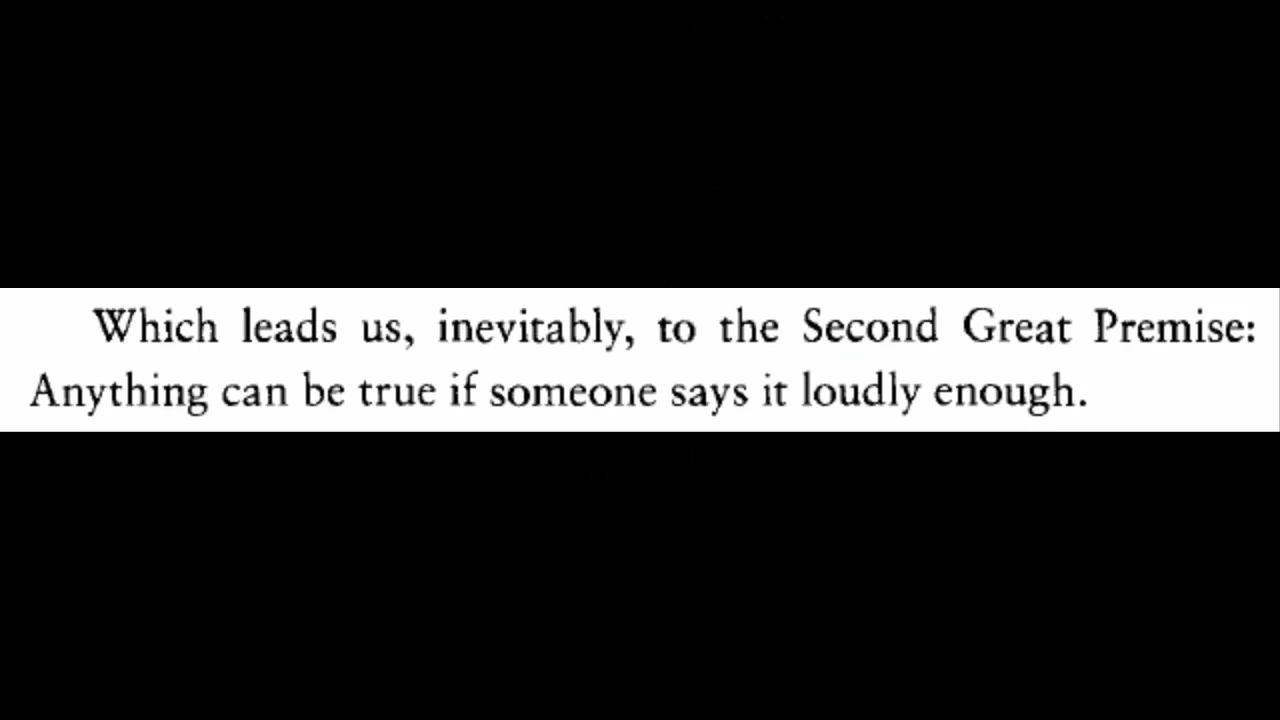 Which leads us, inevitably, to the Second Great Premise:
Anything can be true if someone says it loudly enough.